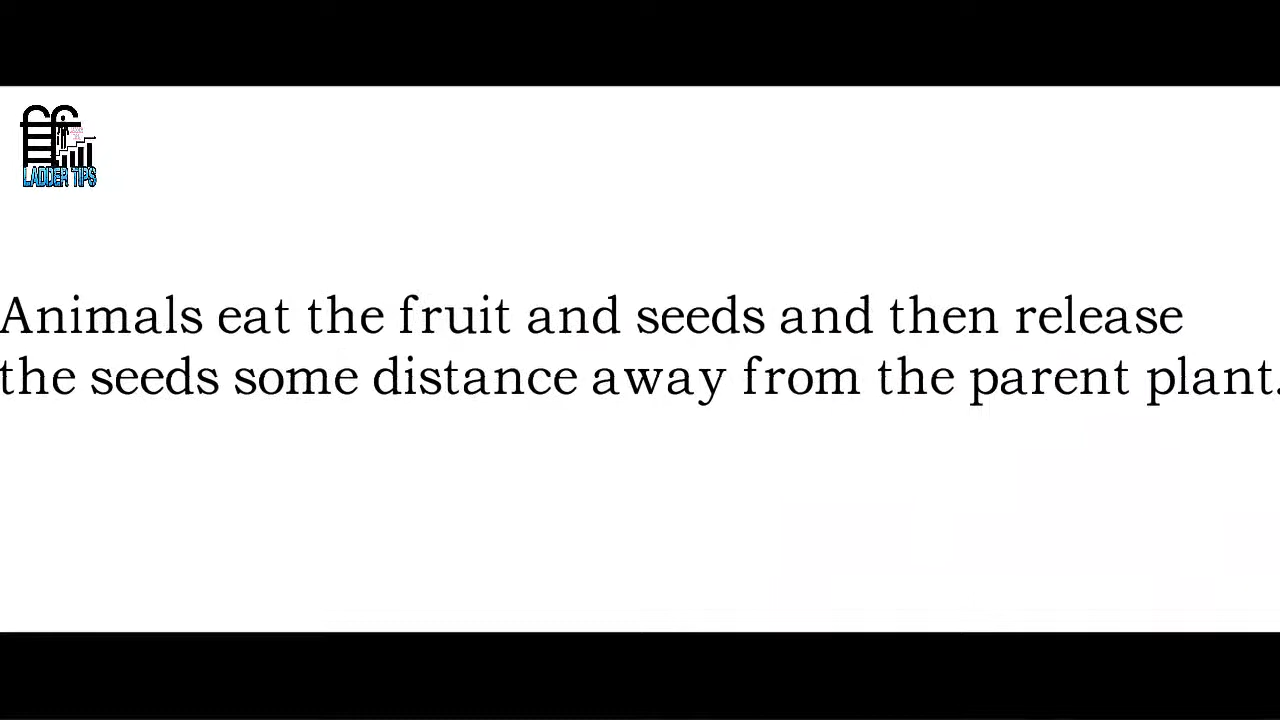 LADDER TIPS
Animals eat the fruit and seeds and then release
the seeds some distance away from the parent plant.